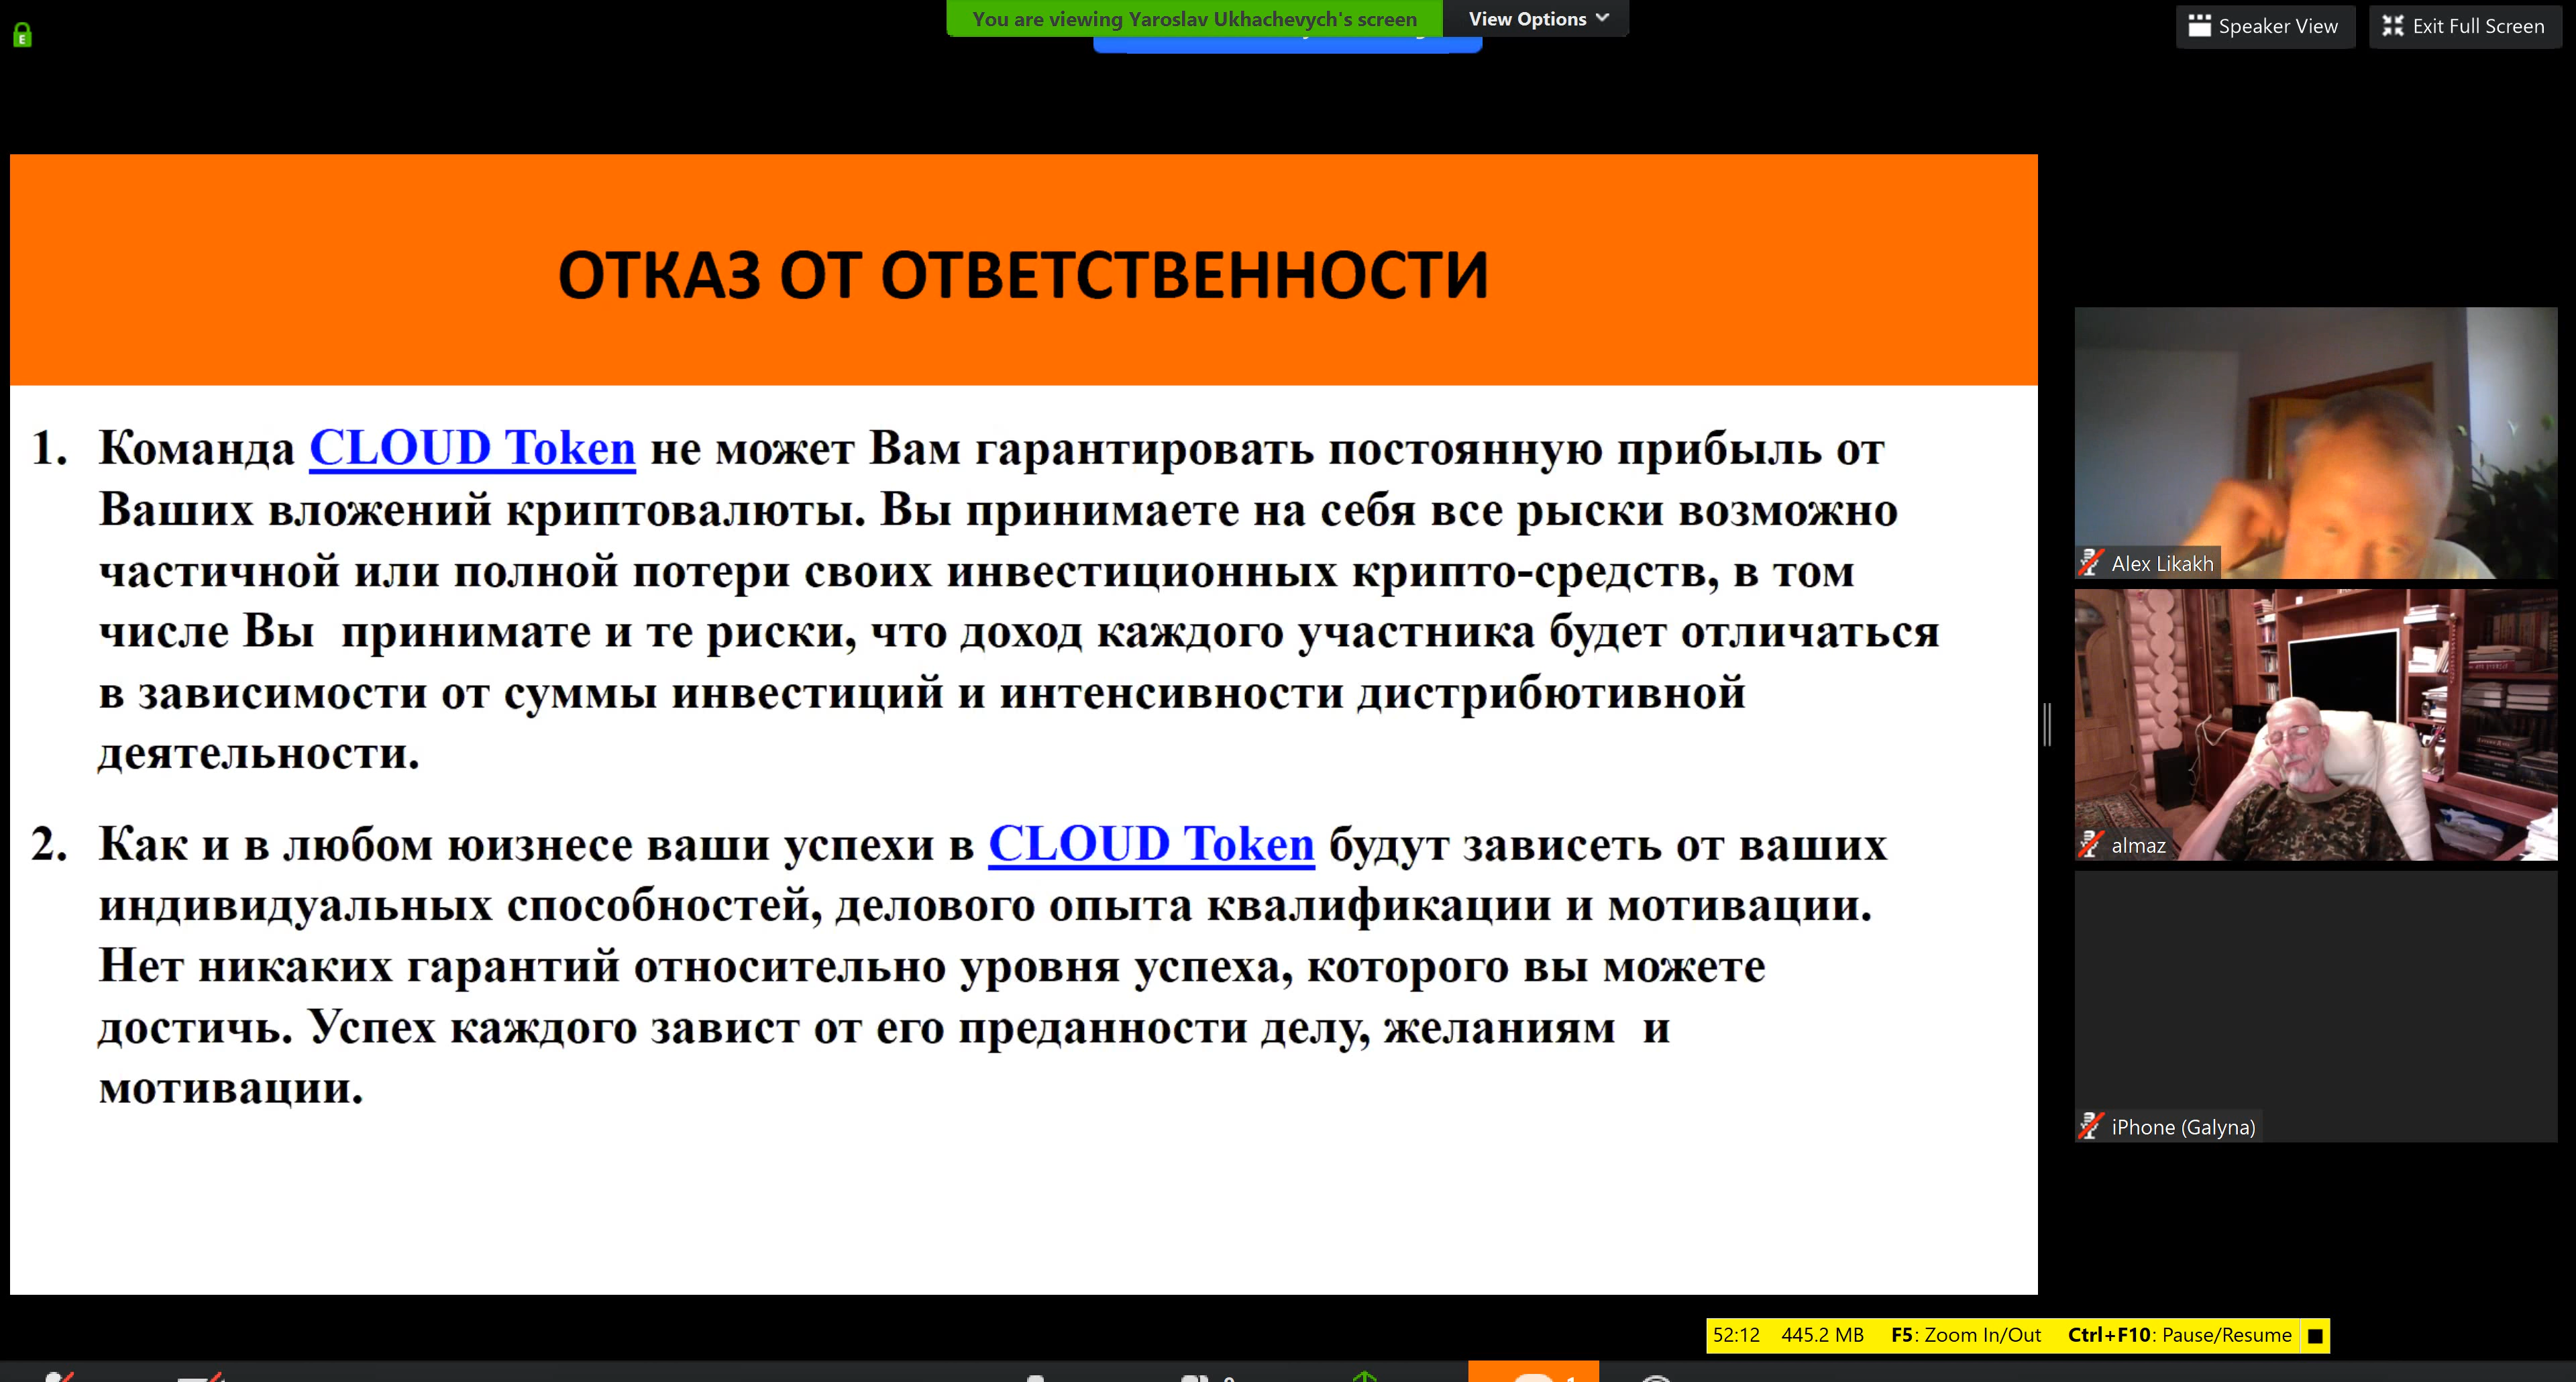 You are viewing Yaroslav Ukhachevych's screen
View Options
Speaker View
Exit Full Screen
ОТКАЗ ОТ ОТВЕТСТВЕННОСТИ
1. Команда CLOUD Token не может Вам гарантировать постоянную прибыль от
Ваших вложений криптовалюты. Вы принимаете на себя все рыски возможно
частичной или полной потери своих инвестиционных крипто-средств, в том
числе Вы принимате и те риски, что доход каждого участника будет отличаться
в зависимости от суммы инвестиций и интенсивности дистрибютивной
деятельности.
2. Как и в любом юизнесе ваши успехи в CLOUD Token будут зависеть от ваших
индивидуальных способностей, делового опыта квалификации и мотивации.
Нет никаких гарантий относительно уровня успеха, которого вы можете
достичь. Успех каждого завист от его преданности делу, желаниям и
мотивации.
Alex Likakh
almaz
iPhone (Galyna)
52:12 445.2 MB F5: Zoom In/Out Ctrl+F10: Pause/Resume